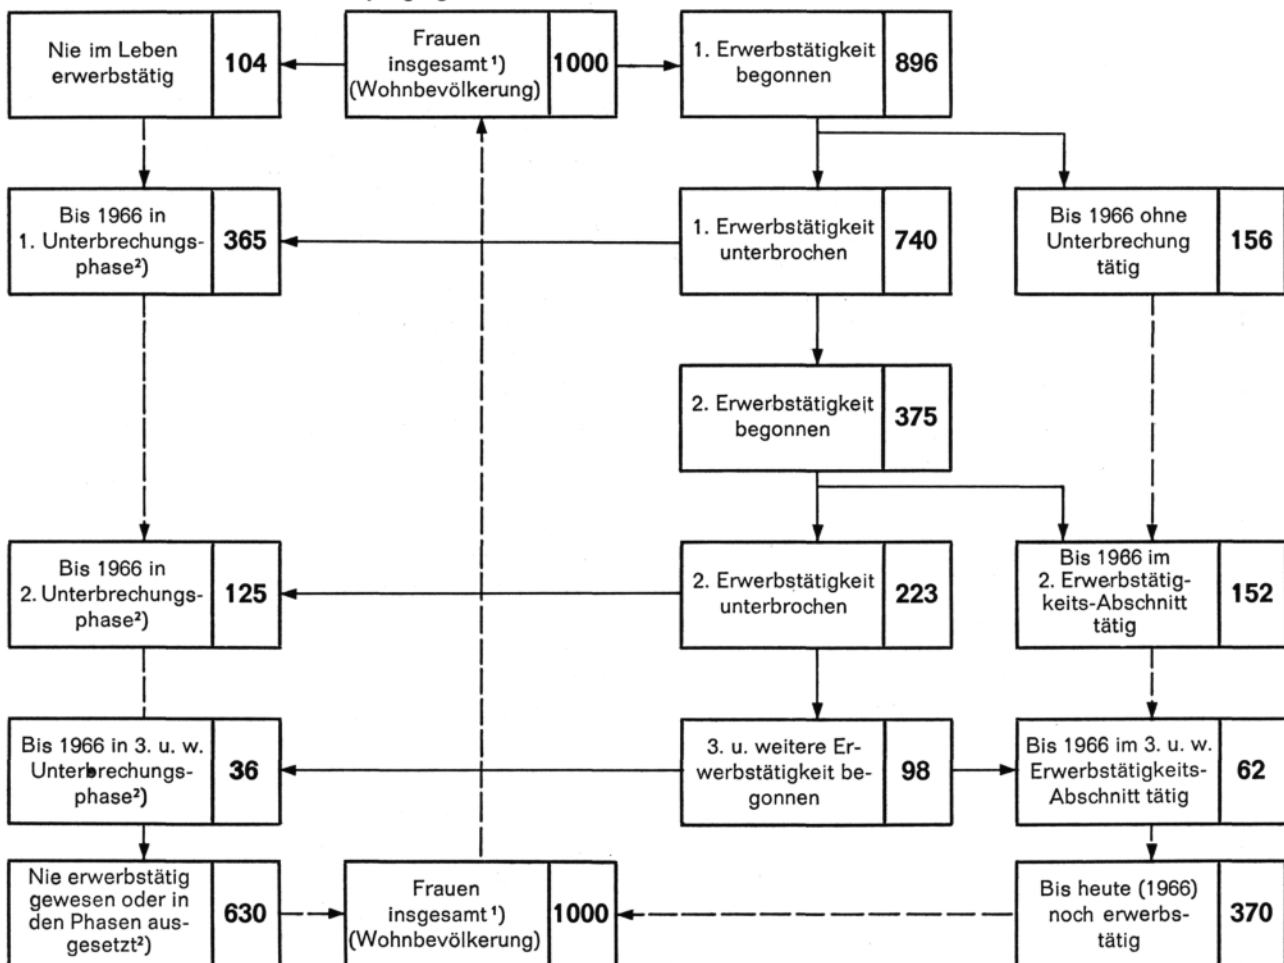 Nie im Leben
erwerbstätig
104
Frauen
insgesamt¹)
(Wohnbevölkerung)
1000
1. Erwerbstätigkeit
begonnen
896
Bis 1966 in
1. Unterbrechungs-
phase²)
365
1. Erwerbstätigkeit
unterbrochen
740
Bis 1966 ohne
Unterbrechung
tätig
156
2. Erwerbstätigkeit
begonnen
375
Bis 1966 in
2. Unterbrechungs-
phase²)
125
2. Erwerbstätigkeit
unterbrochen
223
Bis 1966 im
2. Erwerbstätig-
keits-Abschnitt
tätig
152
Bis 1966 in 3. u. w.
Unterbrechungs-
phase²)
36
3. u. weitere Er-
werbstätigkeit be-
gonnen
98
Bis 1966 im 3. u. w.
Erwerbstätigkeits-
Abschnitt tätig
62
Nie erwerbstätig
gewesen oder in
den Phasen aus-
gesetzt²)
630
Frauen
insgesamt¹)
(Wohnbevölkerung)
1000
Bis heute (1966)
noch erwerbs-
tätig
370